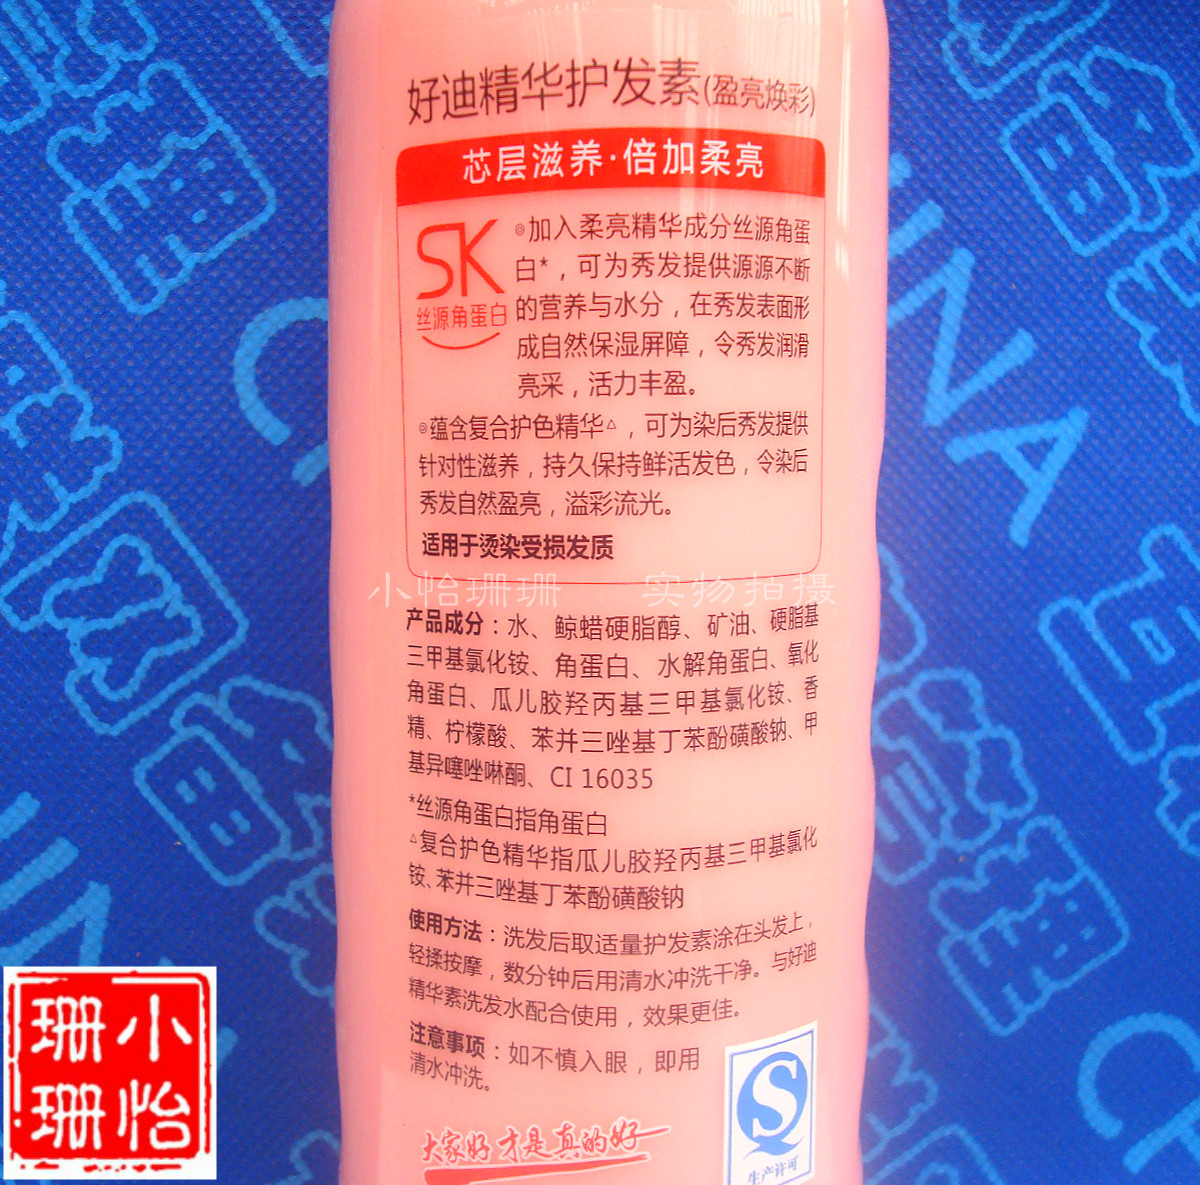 好迪精华护发素(盈亮焕彩)
芯层滋养·倍加柔亮
SK
丝源角蛋白
◎加入柔亮精华成分丝源角蛋
白*，可为秀发提供源源不断
的营养与水分，在秀发表面形
成自然保湿屏障，令秀发润滑
亮采，活力丰盈。
◎蕴含复合护色精华△，可为染后秀发提供
针对性滋养，持久保持鲜活发色，令染后
秀发自然盈亮，溢彩流光。
适用于烫染受损发质
小怡珊珊 实物拍摄
产品成分：水、鲸蜡硬脂醇、矿油、硬脂基
三甲基氯化铵、角蛋白、水解角蛋白、氧化
角蛋白、瓜儿胶羟丙基三甲基氯化铵、香
精、柠檬酸、苯并三唑基丁苯酚磺酸钠、甲
基异噻唑啉酮、CI 16035
*丝源角蛋白指角蛋白
△复合护色精华指瓜儿胶羟丙基三甲基氯化
铵、苯并三唑基丁苯酚磺酸钠
使用方法：洗发后取适量护发素涂在头发上，
轻揉按摩，数分钟后用清水冲洗干净。与好迪
精华素洗发水配合使用，效果更佳。
注意事项：如不慎入眼，即用
清水冲洗。
大家好 才是真的好
QS
生产许可
小怡
珊珊
CHINA